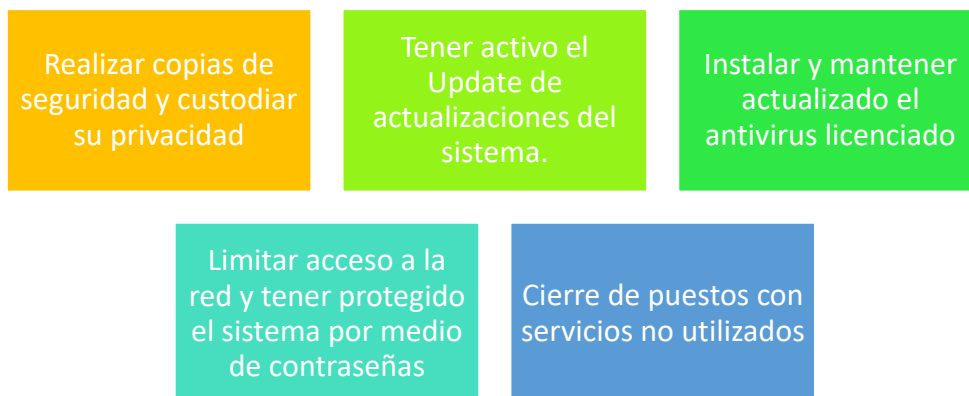 Realizar copias de
seguridad y custodiar
su privacidad
Tener activo el
Update de
actualizaciones del
sistema.
Instalar y mantener
actualizado el
antivirus licenciado
Limitar acceso a la
red y tener protegido
el sistema por medio
de contraseñas
Cierre de puestos con
servicios no utilizados